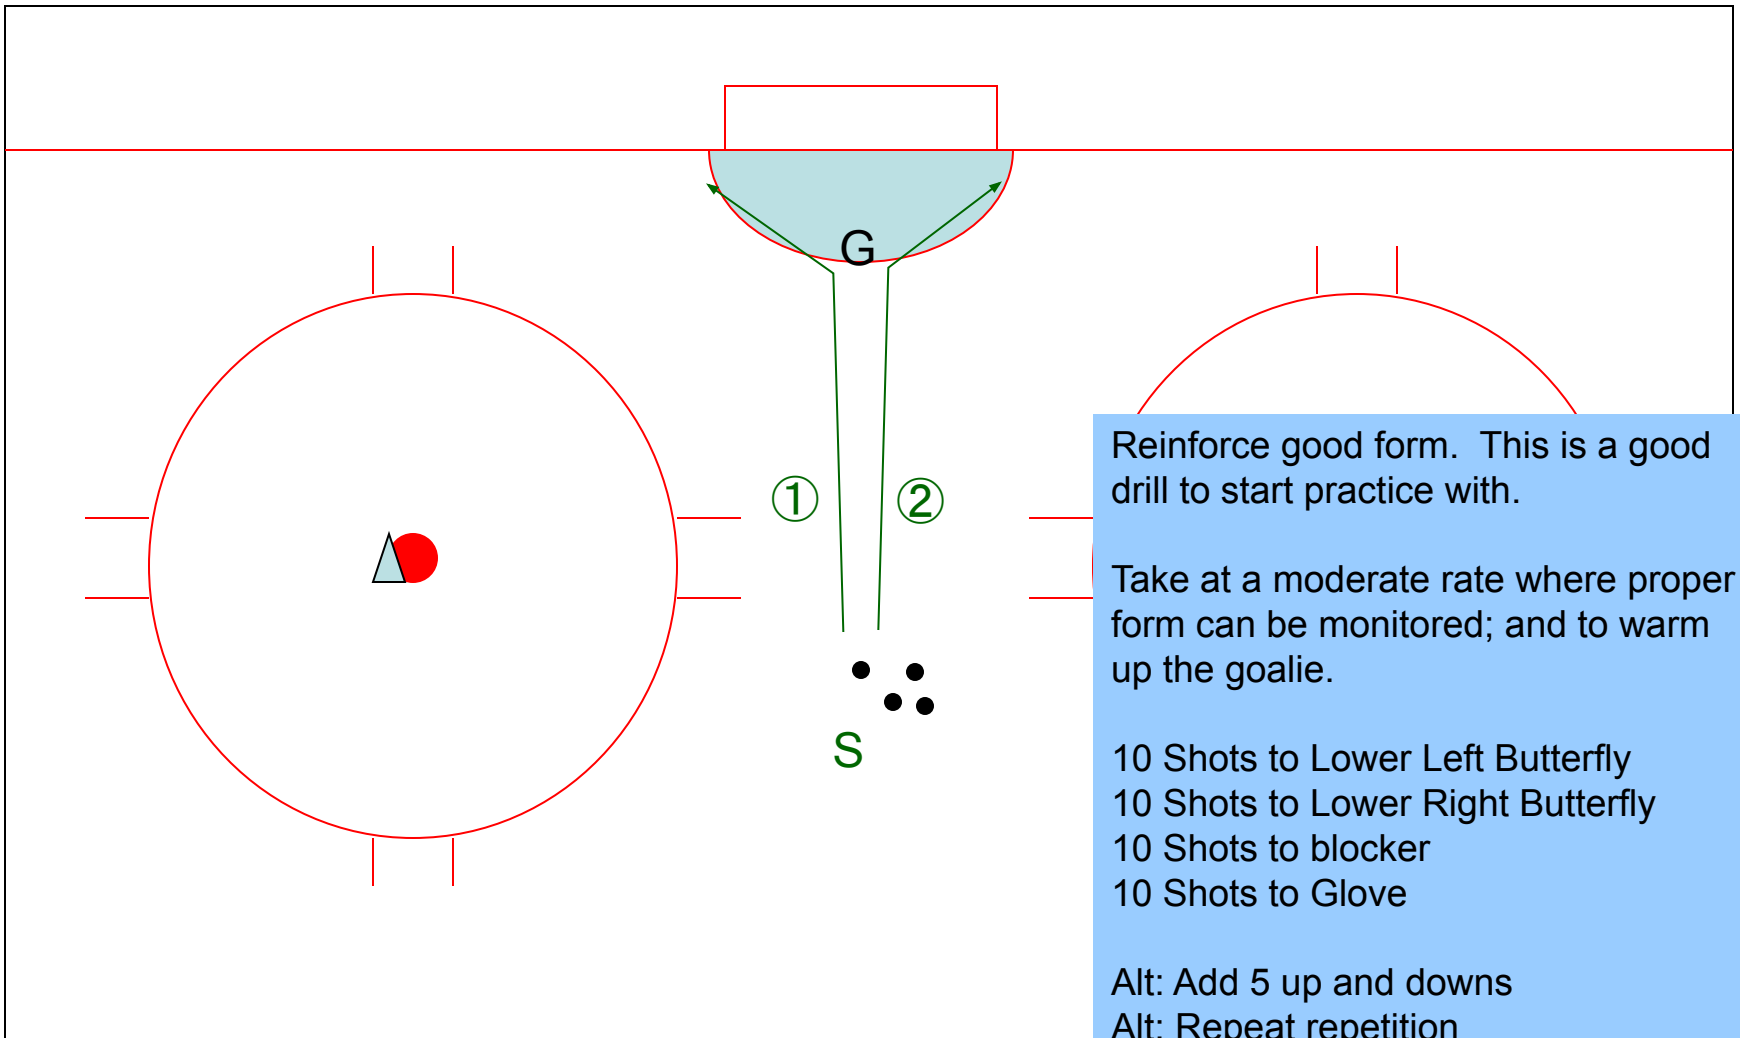 G
① ②
S
Reinforce good form.  This is a good
drill to start practice with.
Take at a moderate rate where proper
form can be monitored; and to warm
up the goalie.
10 Shots to Lower Left Butterfly
10 Shots to Lower Right Butterfly
10 Shots to blocker
10 Shots to Glove
Alt: Add 5 up and downs
Alt: Repeat repetition